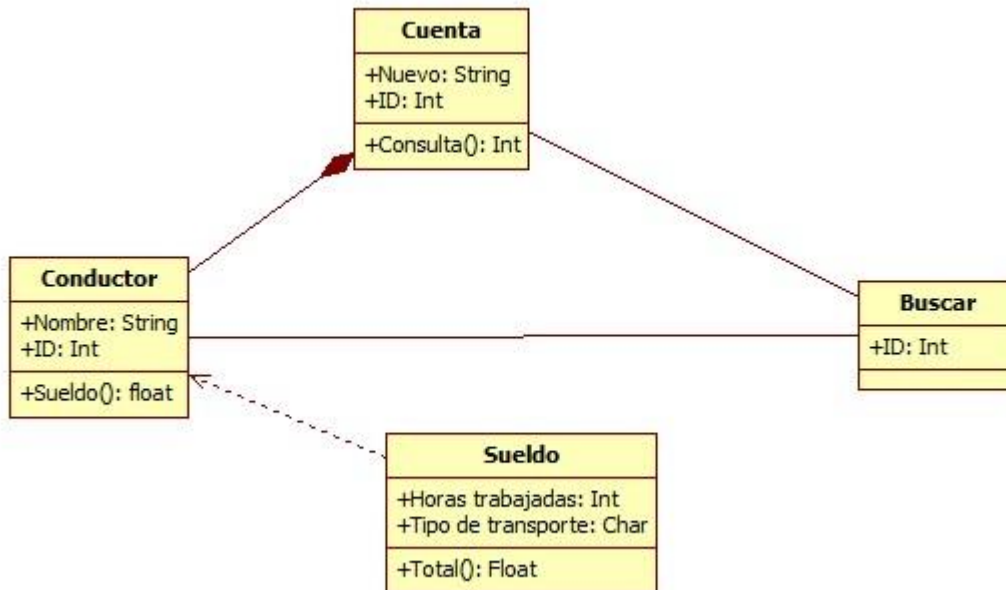 Cuenta
+Nuevo: String
+ID: Int
+Consulta(): Int
Conductor
+Nombre: String
+ID: Int
+Sueldo(): float
Buscar
+ID: Int
Sueldo
+Horas trabajadas: Int
+Tipo de transporte: Char
+Total(): Float